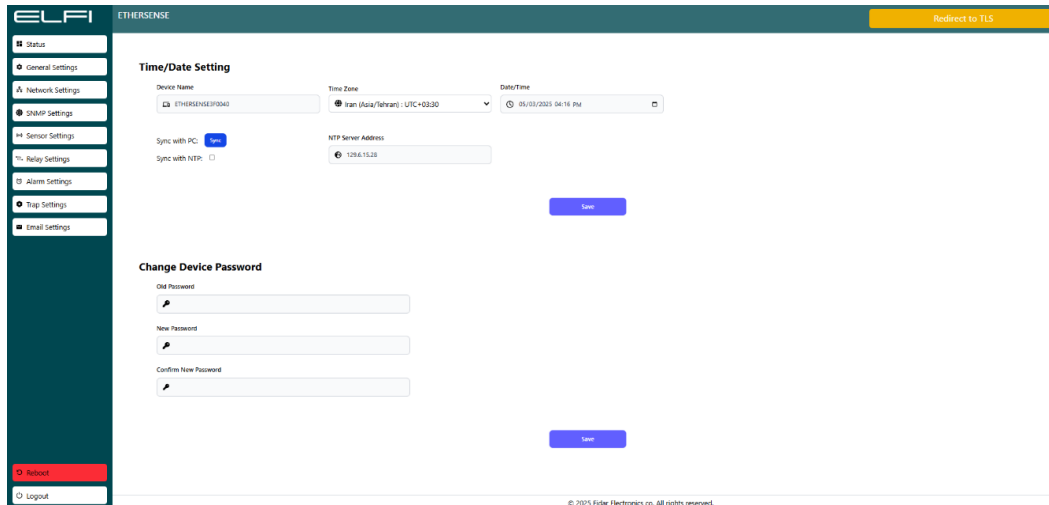 ELFI
ETHERSENSE
Redirect to TLS
Status
General Settings
Network Settings
SNMP Settings
Sensor Settings
Relay Settings
Alarm Settings
Trap Settings
Email Settings
Reboot
Logout
Time/Date Setting
Device Name
ETHERSENSE3F0040
Time Zone
Iran (Asia/Tehran) : UTC+03:30
Date/Time
05/03/2025 04:16 PM
Sync with PC: Sync
Sync with NTP:
NTP Server Address
129.6.15.28
Save
Change Device Password
Old Password
New Password
Confirm New Password
Save
© 2025 Fidar Electronics co. All rights reserved.